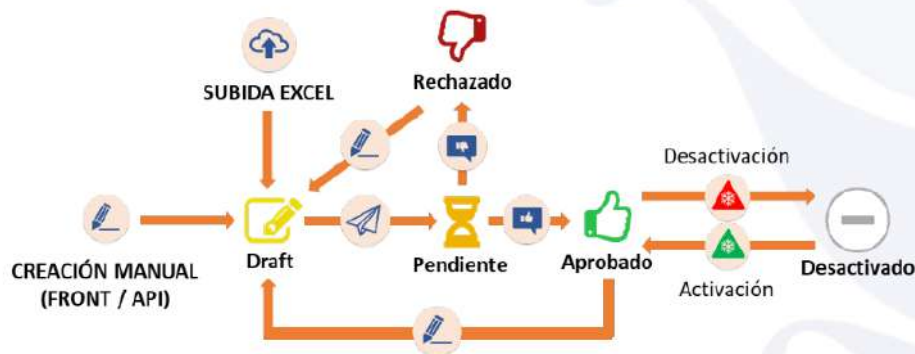 SUBIDA EXCEL
Rechazado
Desactivación
CREACIÓN MANUAL
(FRONT / API)
Draft
Pendiente
Aprobado
Desactivado
Activación